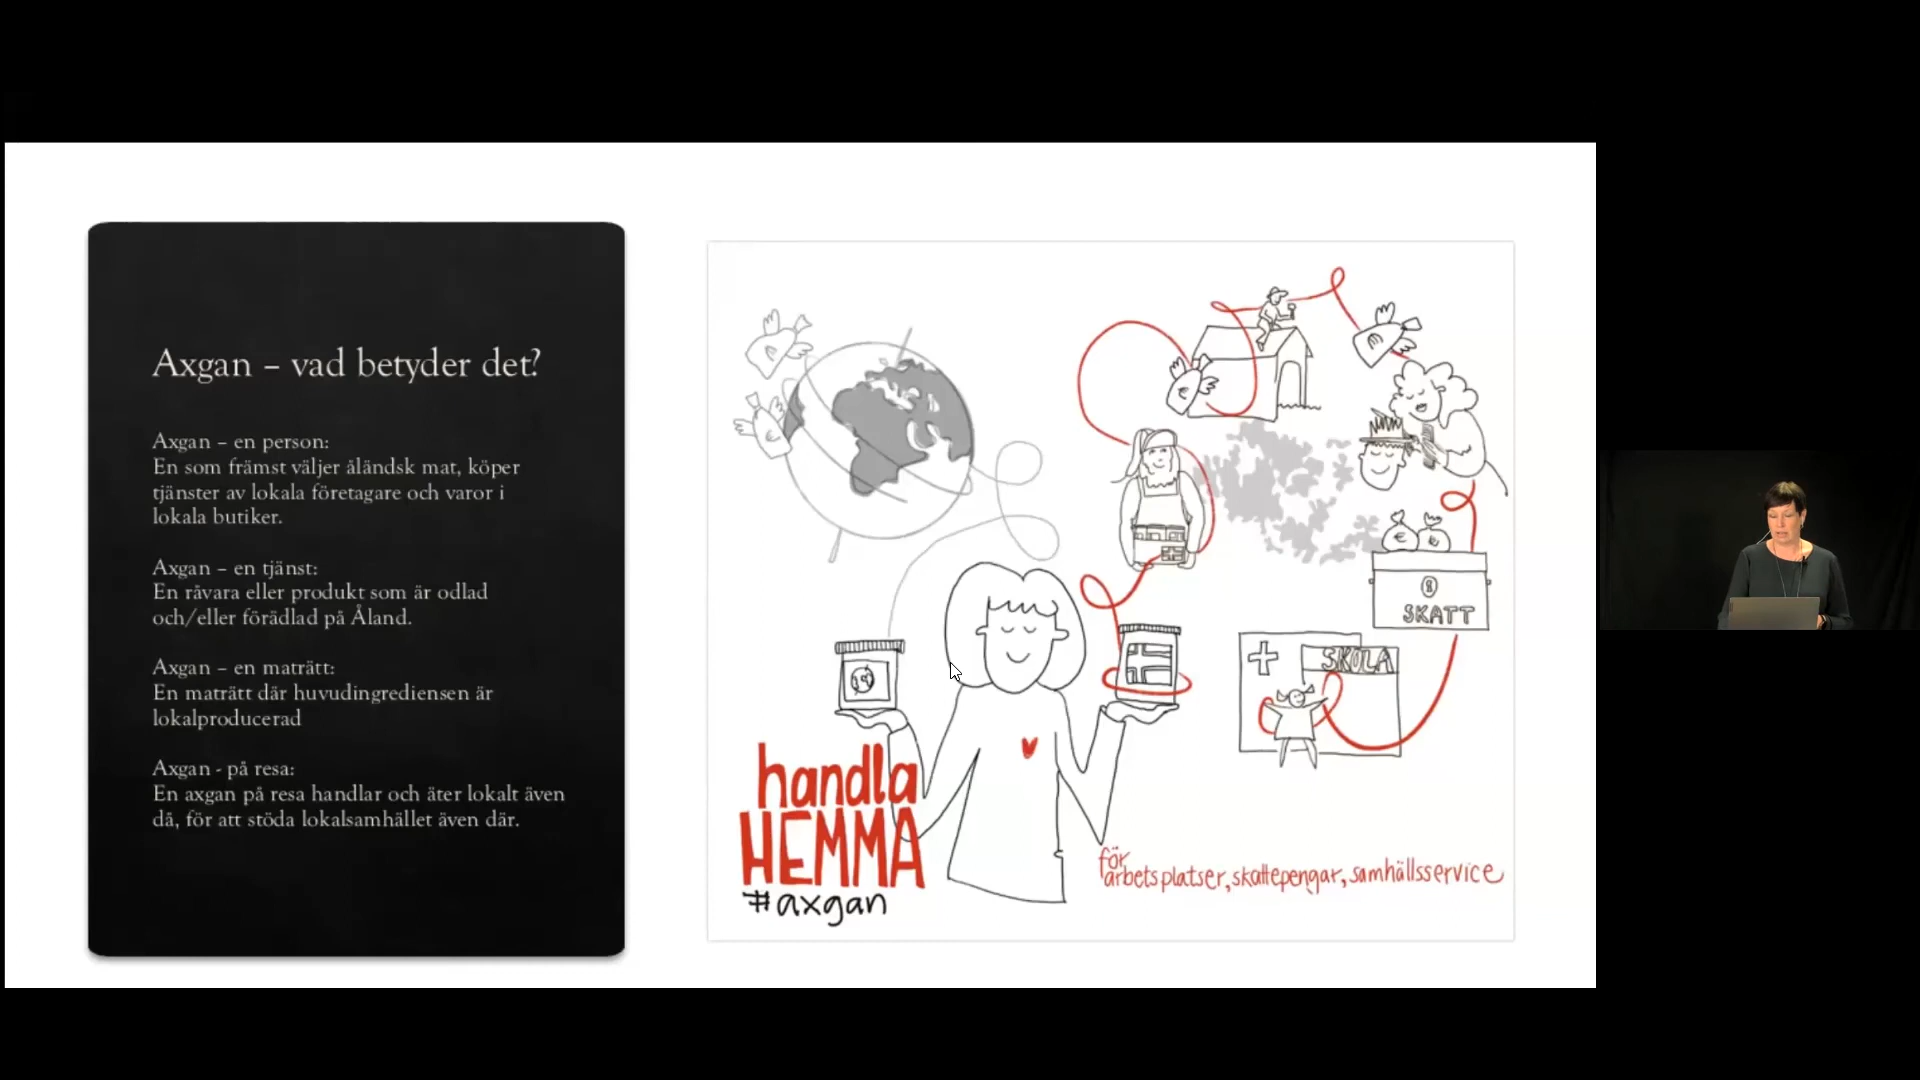 Axgan – vad betyder det?
Axgan – en person:
En som främst väljer åländsk mat, köper
tjänster av lokala företagare och varor i
lokala butiker.
Axgan – en tjänst:
En råvara eller produkt som är odlad
och/eller förädlad på Åland.
Axgan – en maträtt:
En maträtt där huvudingrediensen är
lokalproducerad
Axgan - på resa:
En axgan på resa handlar och äter lokalt även
då, för att stöda lokalsamhället även där.
SKATT
SKOLA
handla
HEMMA
#axgan
för
arbetsplatser, skattepengar, samhällsservice